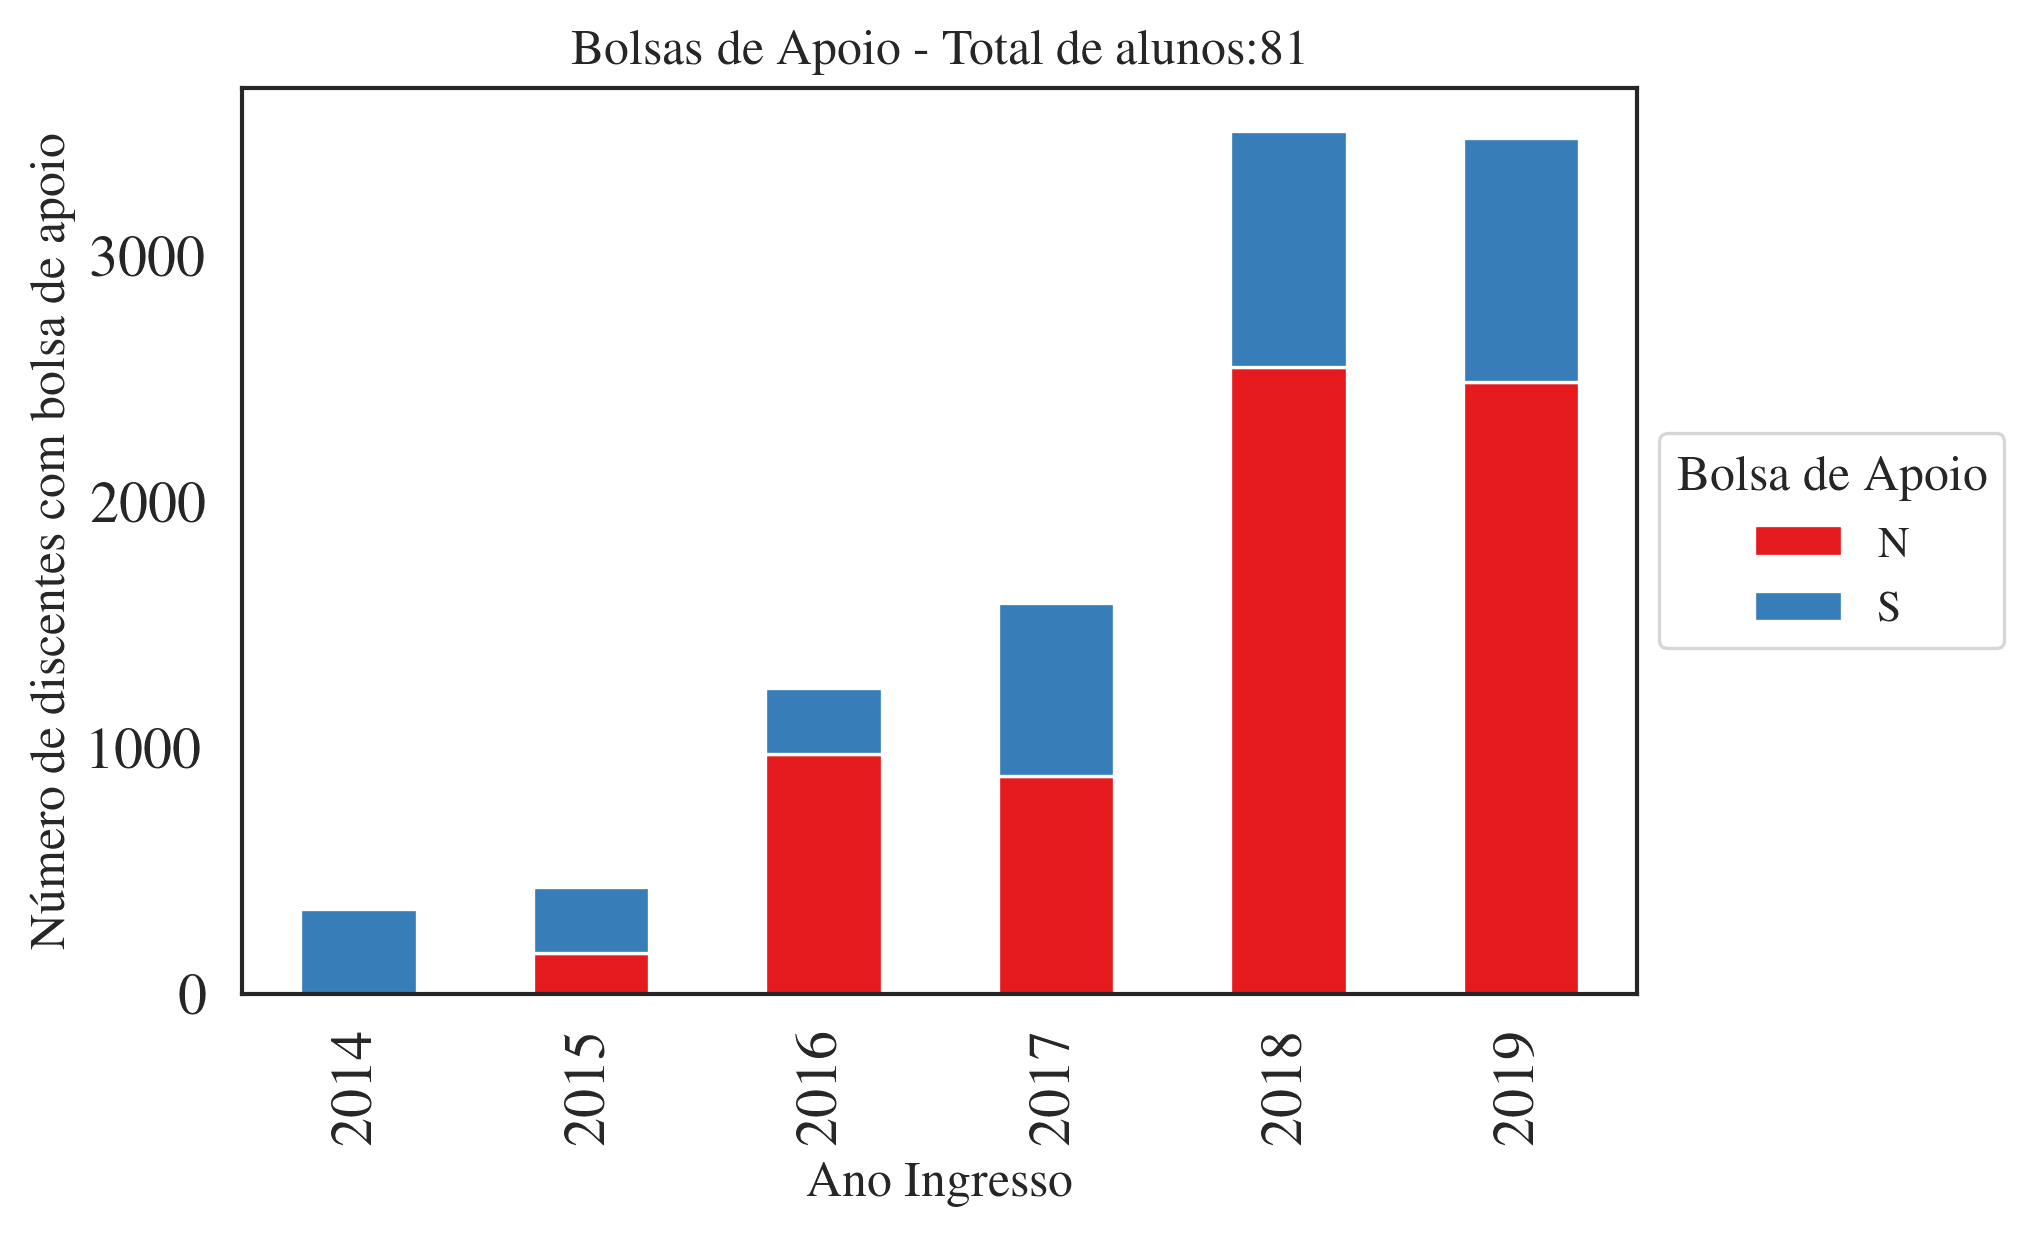 Bolsas de Apoio - Total de alunos:81
Número de discentes com bolsa de apoio
3000
2000
1000
0
2014
2015
2016
2017
2018
2019
Ano Ingresso
Bolsa de Apoio
N
S